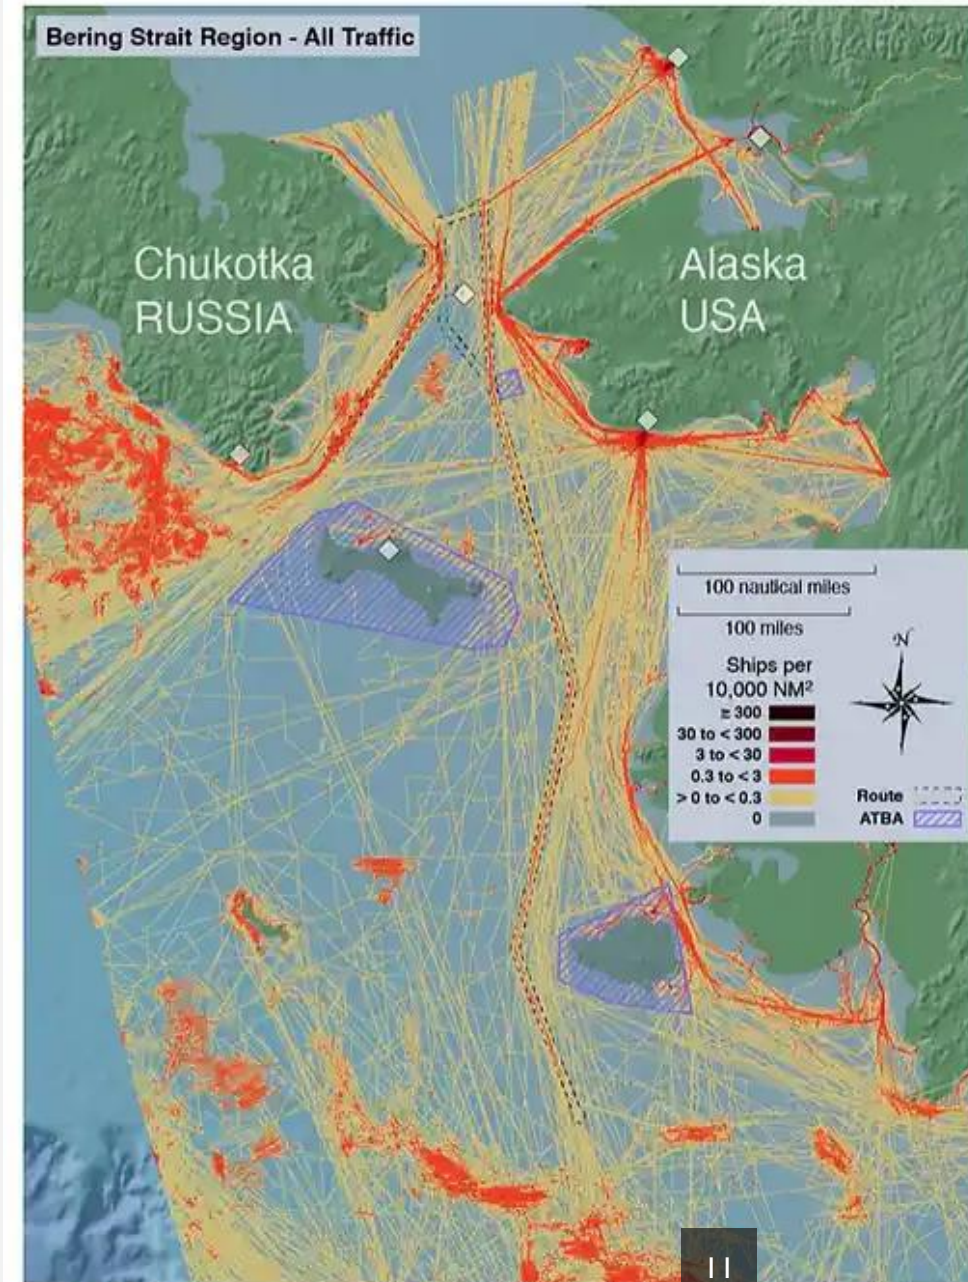 Bering Strait Region - All Traffic
Chukotka
RUSSIA
Alaska
USA
100 nautical miles
100 miles
N
Ships per
10,000 NM²
≥ 300
30 to < 300
3 to < 30
0.3 to < 3
> 0 to < 0.3
0
Route
ATBA